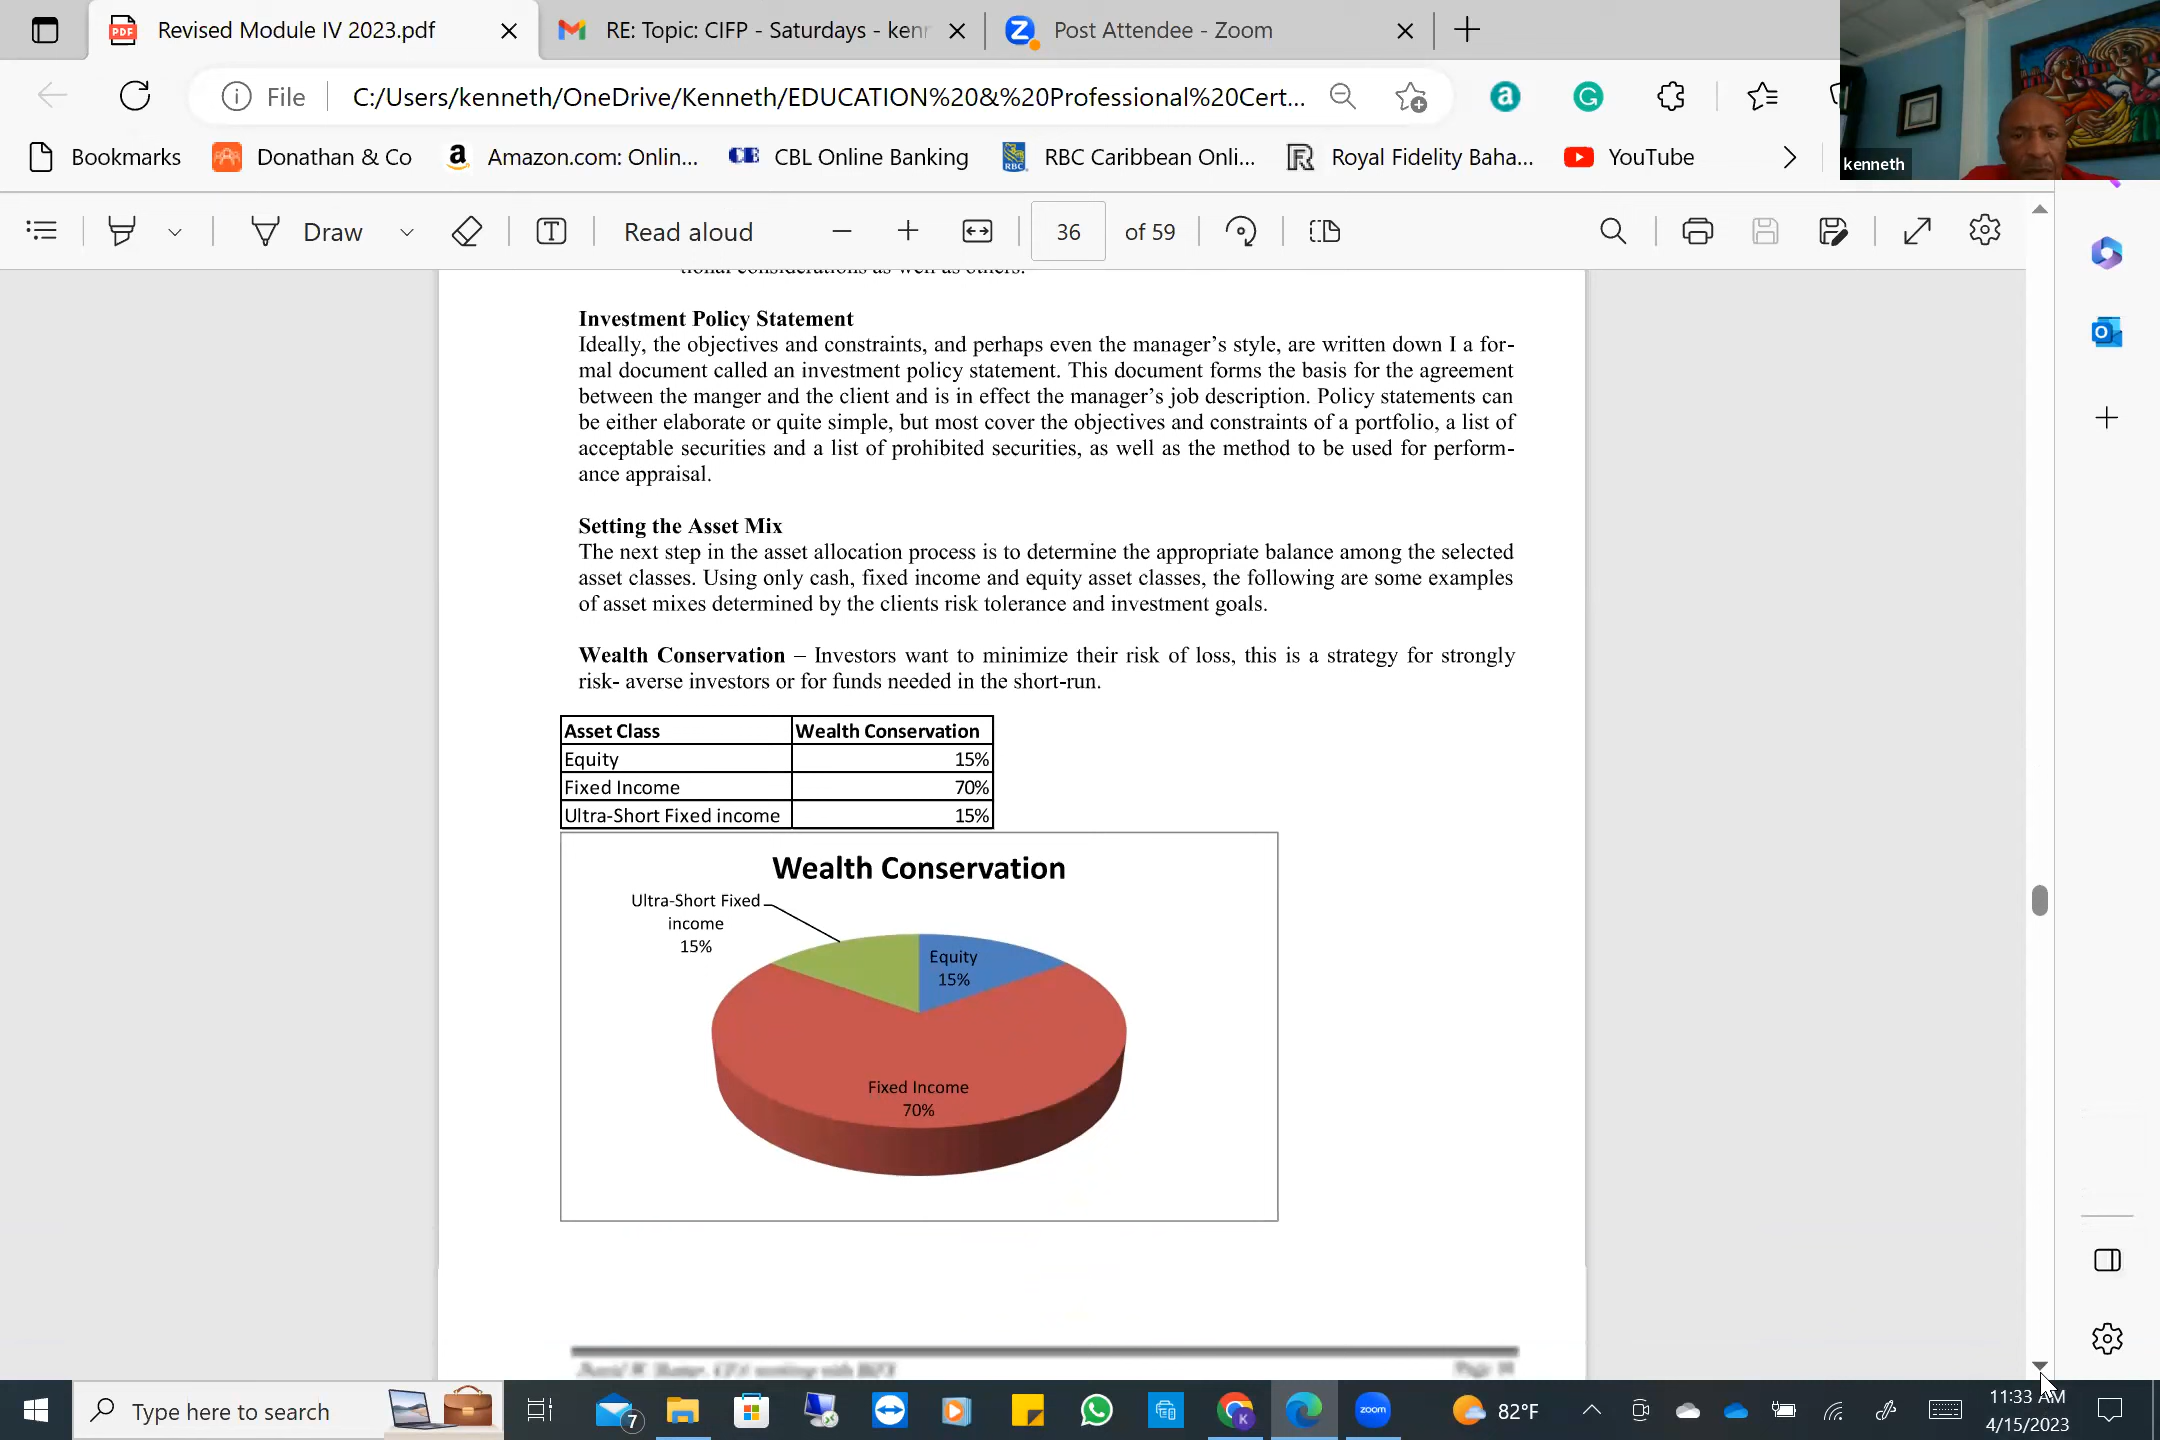 Revised Module IV 2023.pdf
RE: Topic: CIFP - Saturdays - ken
Post Attendee - Zoom
File
C:/Users/kenneth/OneDrive/Kenneth/EDUCATION%20&%20Professional%20Cert...
Bookmarks
Donathan & Co
Amazon.com: Onlin...
CBL Online Banking
RBC Caribbean Onli...
Royal Fidelity Baha...
YouTube
kenneth
Draw
Read aloud
36
of 59
tional considerations as well as others.
Investment Policy Statement
Ideally, the objectives and constraints, and perhaps even the manager's style, are written down I a for-
mal document called an investment policy statement. This document forms the basis for the agreement
between the manger and the client and is in effect the manager's job description. Policy statements can
be either elaborate or quite simple, but most cover the objectives and constraints of a portfolio, a list of
acceptable securities and a list of prohibited securities, as well as the method to be used for perform-
ance appraisal.
Setting the Asset Mix
The next step in the asset allocation process is to determine the appropriate balance among the selected
asset classes. Using only cash, fixed income and equity asset classes, the following are some examples
of asset mixes determined by the clients risk tolerance and investment goals.
Wealth Conservation – Investors want to minimize their risk of loss, this is a strategy for strongly
risk- averse investors or for funds needed in the short-run.
Asset Class Wealth Conservation
Equity 15%
Fixed Income 70%
Ultra-Short Fixed income 15%
Wealth Conservation
Ultra-Short Fixed
income
15%
Equity
15%
Fixed Income
70%
Type here to search
7
zoom
82°F
11:33 AM
4/15/2023